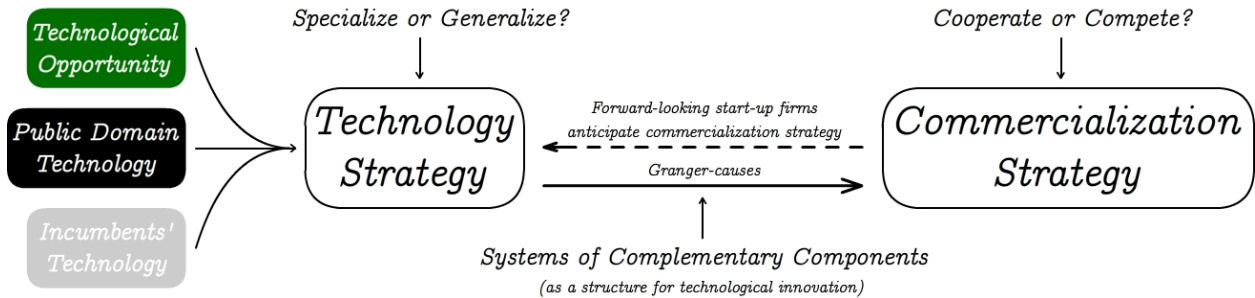 Technological
Opportunity
Public Domain
Technology
Incumbents'
Technology
Specialize or Generalize?
Technology
Strategy
Forward-looking start-up firms
anticipate commercialization strategy
Granger-causes
Systems of Complementary Components
(as a structure for technological innovation)
Cooperate or Compete?
Commercialization
Strategy